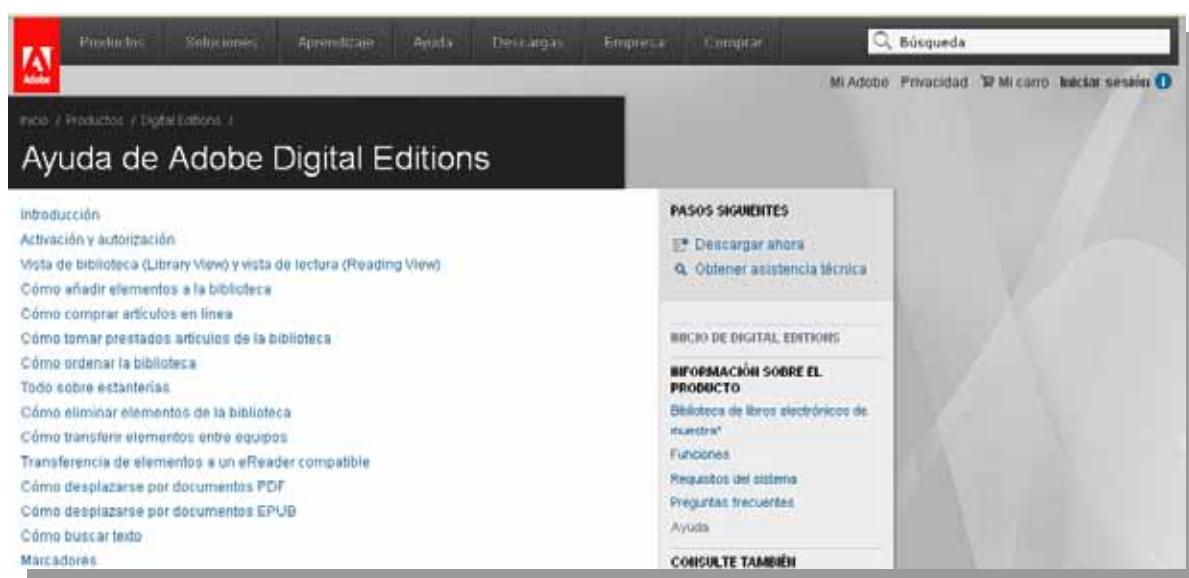 Productos Soluciones Aprendizaje Ayuda Descargas Empresa Comprar Búsqueda
Adobe
Mi Adobe Privacidad Mi carro Iniciar sesión
Inicio / Productos / Digital Editions /
Ayuda de Adobe Digital Editions
Introducción
Activación y autorización
Vista de biblioteca (Library View) y vista de lectura (Reading View)
Cómo añadir elementos a la biblioteca
Cómo comprar artículos en línea
Cómo tomar prestados artículos de la biblioteca
Cómo ordenar la biblioteca
Todo sobre estanterías
Cómo eliminar elementos de la biblioteca
Cómo transferir elementos entre equipos
Transferencia de elementos a un eReader compatible
Cómo desplazarse por documentos PDF
Cómo desplazarse por documentos EPUB
Cómo buscar texto
Marcadores
PASOS SIGUIENTES
Descargar ahora
Obtener asistencia técnica
INICIO DE DIGITAL EDITIONS
INFORMACIÓN SOBRE EL
PRODUCTO
Biblioteca de libros electrónicos de
muestra*
Funciones
Requisitos del sistema
Preguntas frecuentes
Ayuda
CONSULTE TAMBIÉN